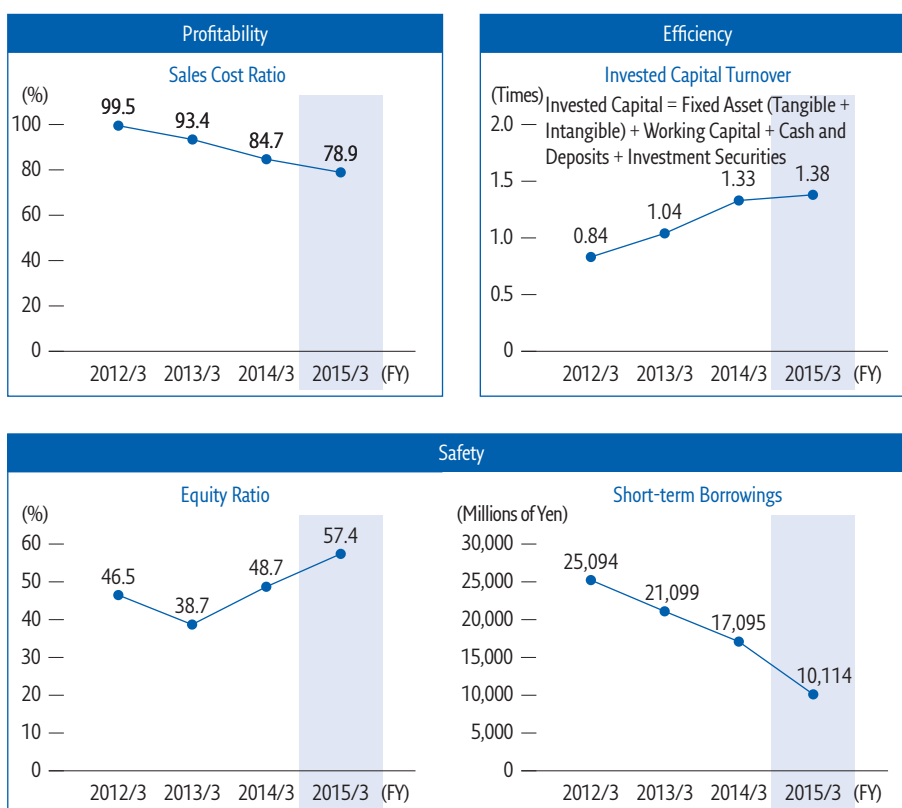 Profitability
Sales Cost Ratio
(%)
99.5
93.4
84.7
78.9
100
80
60
40
20
0
2012/3 2013/3 2014/3 2015/3 (FY)
Efficiency
Invested Capital Turnover
(Times)
Invested Capital = Fixed Asset (Tangible +
Intangible) + Working Capital + Cash and
Deposits + Investment Securities
2.0
1.5
1.0
0.5
0
0.84
1.04
1.33
1.38
2012/3 2013/3 2014/3 2015/3 (FY)
Safety
Equity Ratio
(%)
60
50
40
30
20
10
0
46.5
38.7
48.7
57.4
2012/3 2013/3 2014/3 2015/3 (FY)
Short-term Borrowings
(Millions of Yen)
30,000
25,000
20,000
15,000
10,000
5,000
0
25,094
21,099
17,095
10,114
2012/3 2013/3 2014/3 2015/3 (FY)